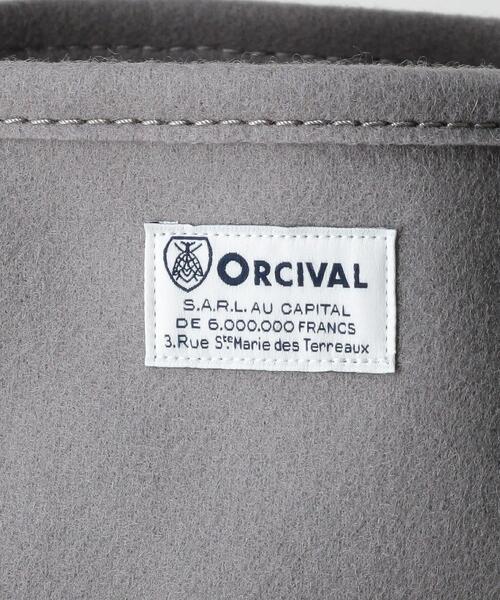 ORCIVAL
S.A.R.L. AU CAPITAL
DE 6.000.000 FRANCS
3.Rue Ste Marie des Terreaux